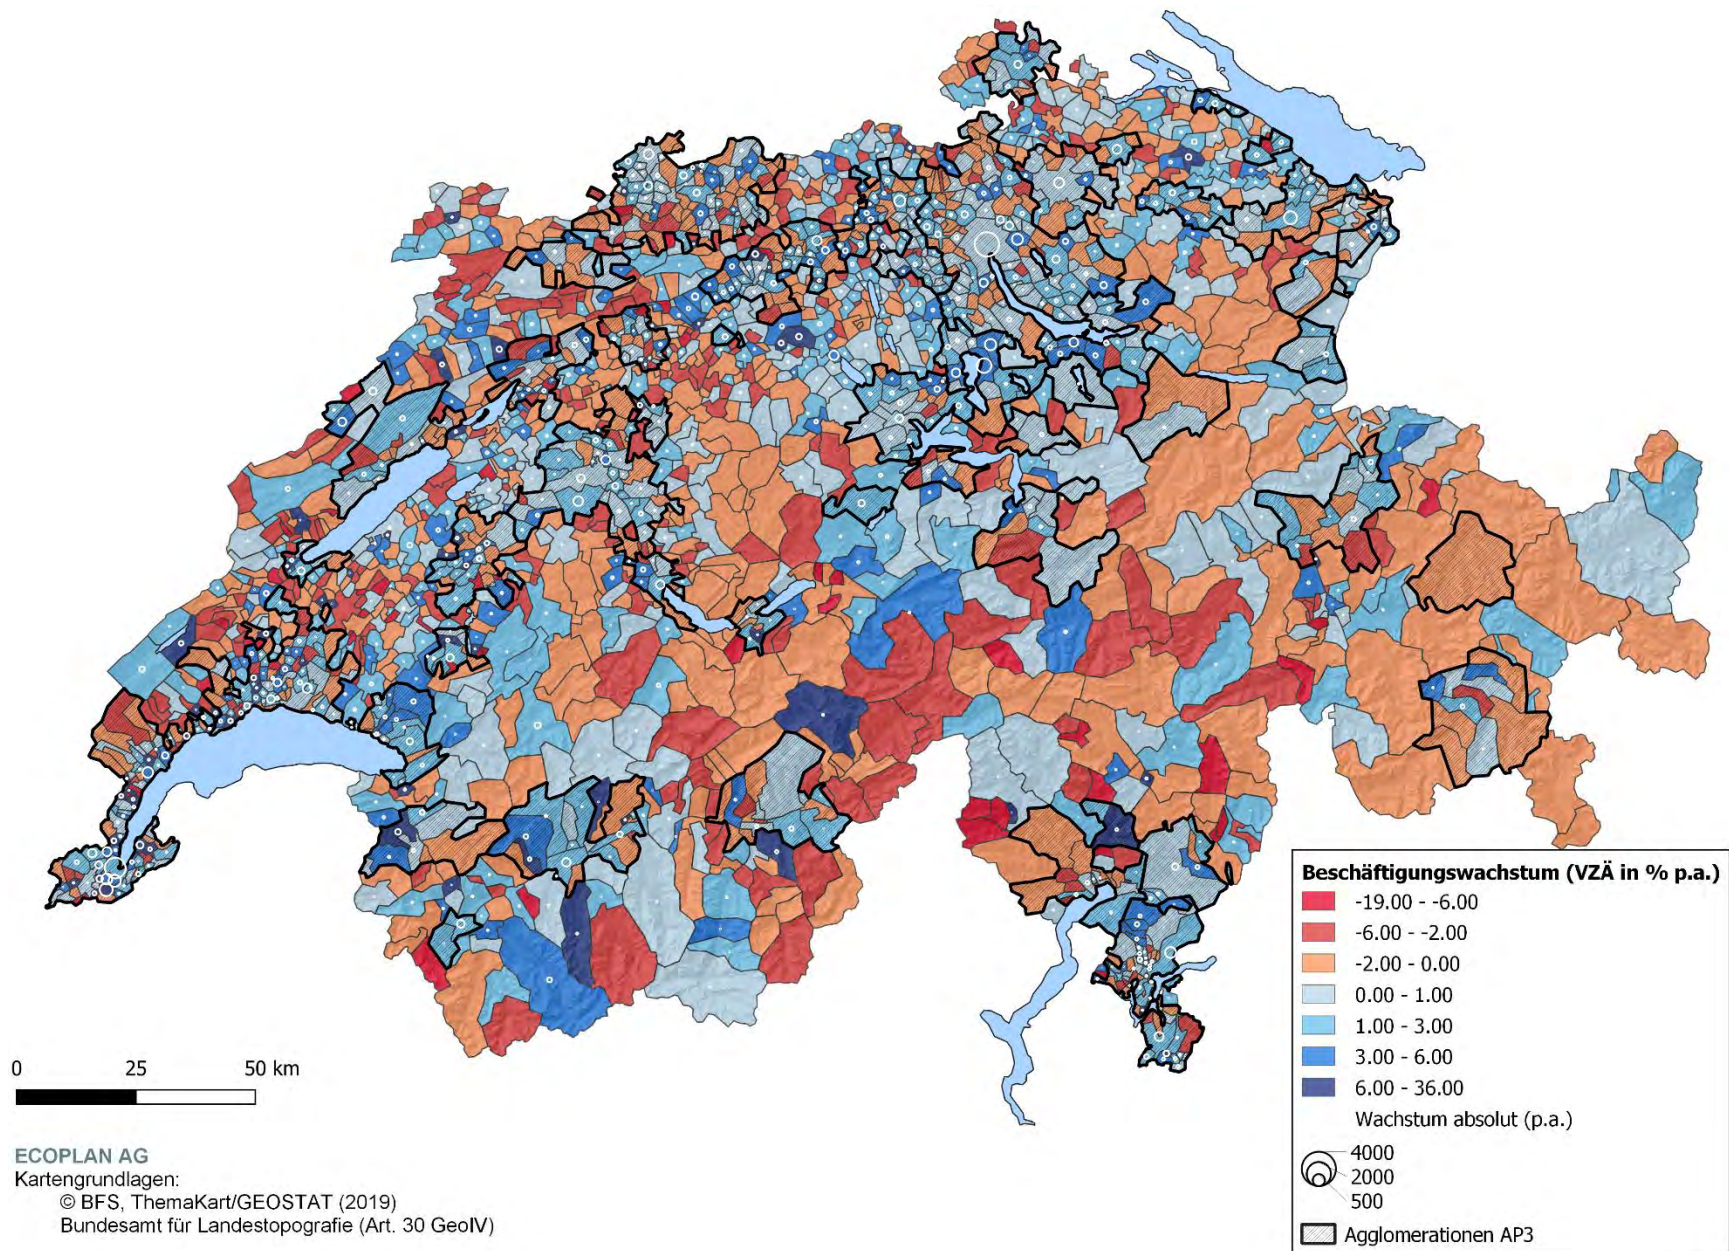 Beschäftigungswachstum (VZÄ in % p.a.)
-19.00 - -6.00
-6.00 - -2.00
-2.00 - 0.00
0.00 - 1.00
1.00 - 3.00
3.00 - 6.00
6.00 - 36.00
Wachstum absolut (p.a.)
4000
2000
500
Agglomerationen AP3
0 25 50 km
ECOPLAN AG
Kartengrundlagen:
© BFS, ThemaKart/GEOSTAT (2019)
Bundesamt für Landestopografie (Art. 30 GeoIV)